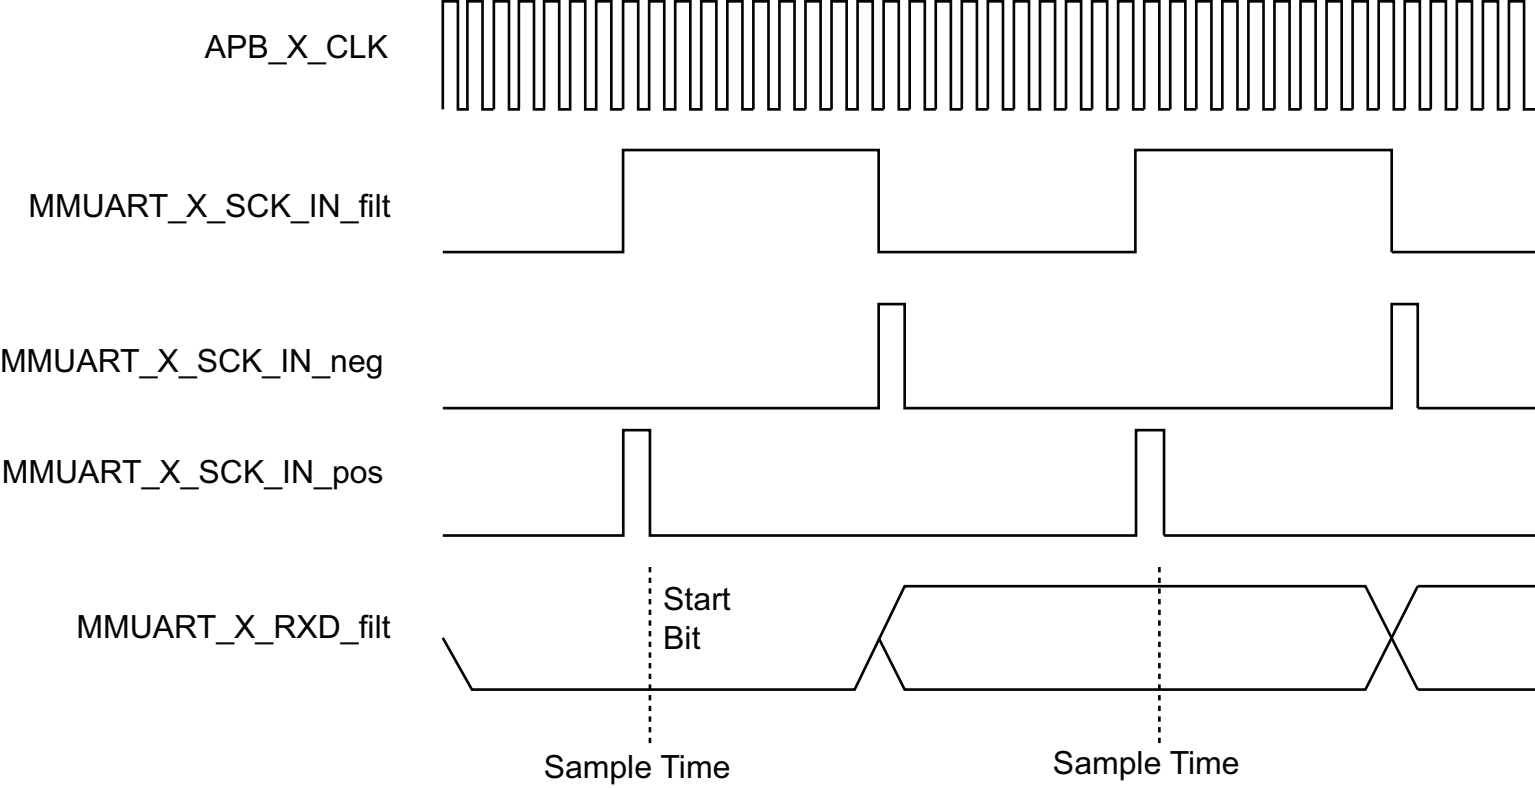 APB_X_CLK
MMUART_X_SCK_IN_filt
MMUART_X_SCK_IN_neg
MMUART_X_SCK_IN_pos
MMUART_X_RXD_filt
Start
Bit
Sample Time
Sample Time